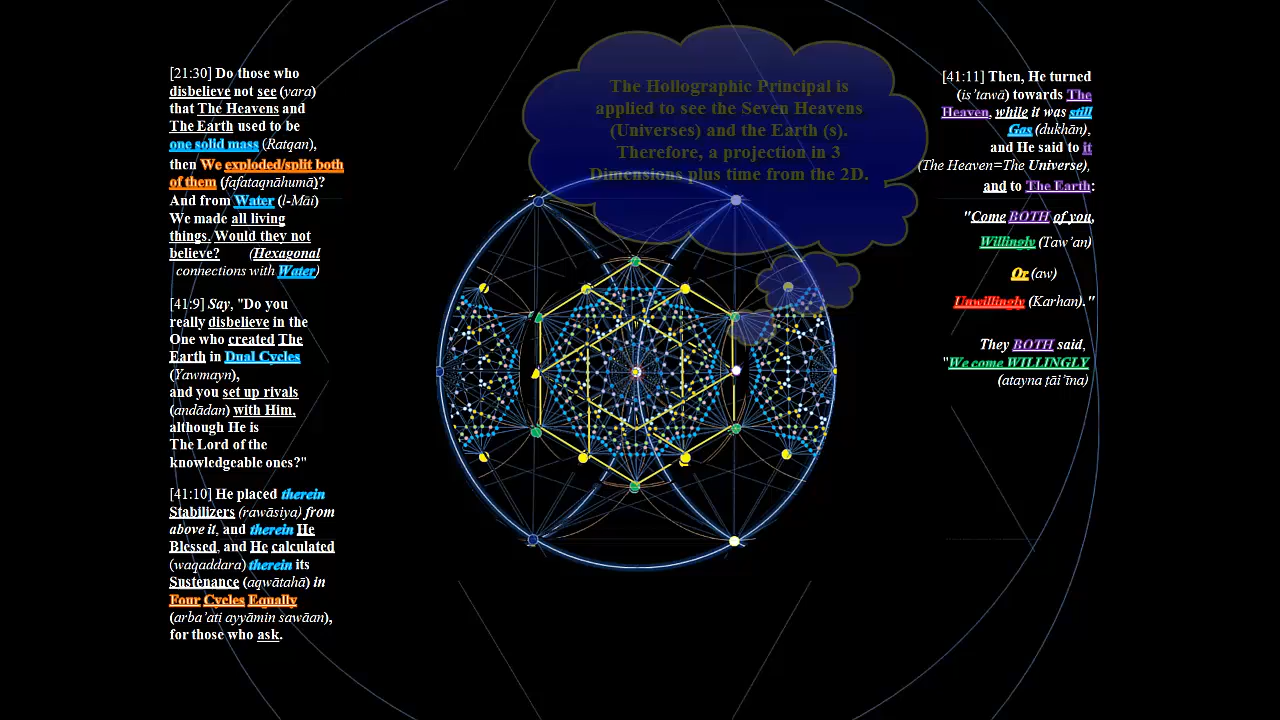 [21:30] Do those who
disbelieve not see (yara)
that The Heavens and
The Earth used to be
one solid mass (Ratqan),
then We exploded/split both
of them (fafataqnāhumā)?
And from Water (l-Māi)
We made all living
things. Would they not
believe? (Hexagonal
connections with Water)
[41:9] Say, "Do you
really disbelieve in the
One who created The
Earth in Dual Cycles
(Yawmayn),
and you set up rivals
(andādan) with Him,
although He is
The Lord of the
knowledgeable ones?"
[41:10] He placed therein
Stabilizers (rawāsiya) from
above it, and therein He
Blessed, and He calculated
(waqaddara) therein its
Sustenance (aqwātahā) in
Four Cycles Equally
(arba'ati ayyāmin sawāan),
for those who ask.
The Hollographic Principal is
applied to see the Seven Heavens
(Universes) and the Earth (s).
Therefore, a projection in 3
Dimensions plus time from the 2D.
[41:11] Then, He turned
(is'tawā) towards The
Heaven, while it was still
Gas (dukhān),
and He said to it
(The Heaven=The Universe),
and to The Earth:
"Come BOTH of you,
Willingly (Taw'an)
Or (aw)
Unwillingly (Karhan)."
They BOTH said,
"We come WILLINGLY
(atayna ṭāi'īna)